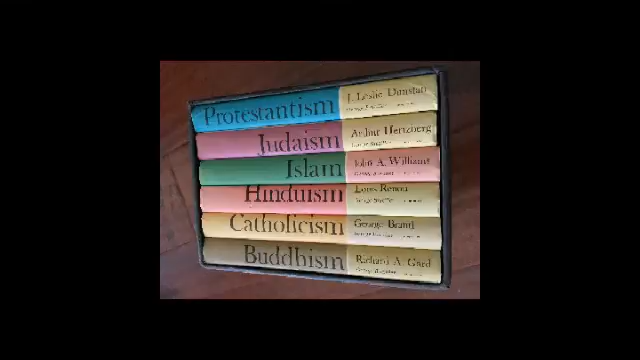 Protestantism J. Leslie Dunstan
Judaism Arthur Hertzberg
Islam John A. Williams
Hinduism Louis Renou
Catholicism George Brantl
Buddhism Richard A. Gard